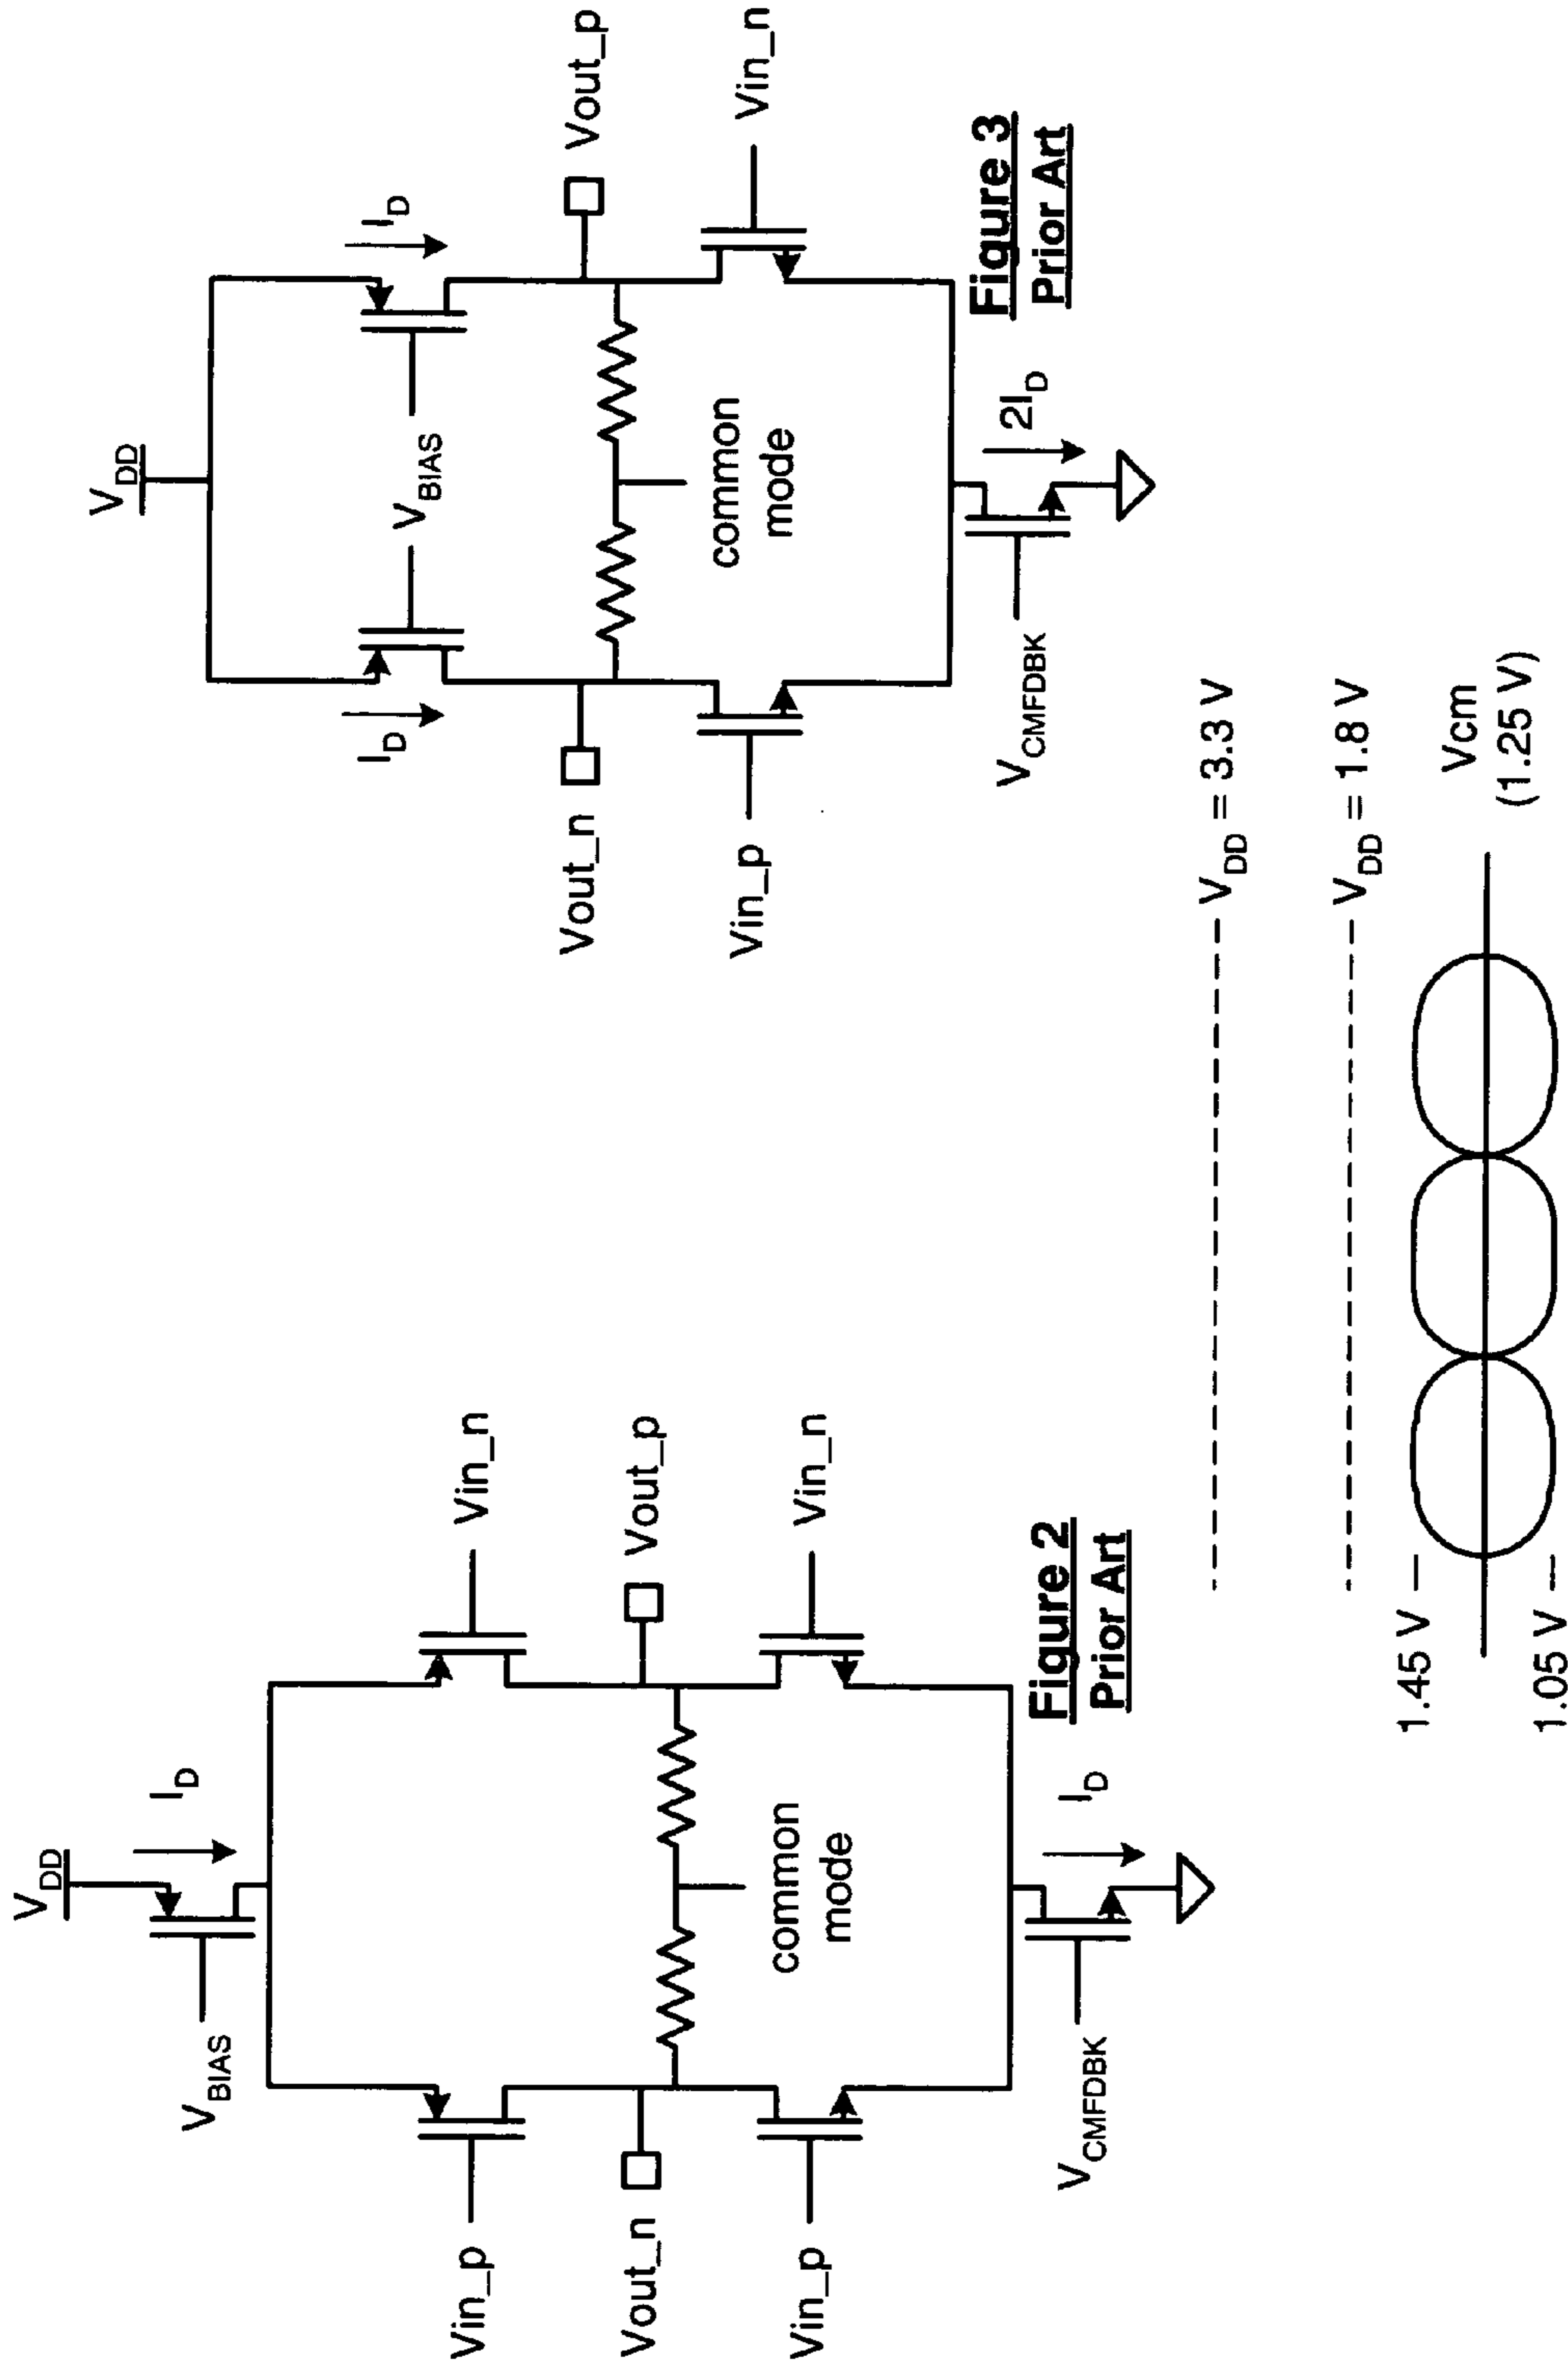 V_DD
I_D
V_BIAS
Vin_p
Vin_n
Vout_n
Vout_p
common
mode
Vin_p
Vin_n
V_CMFDBK
I_D
Figure 2
Prior Art
V_DD
I_D
I_D
V_BIAS
Vout_n
Vout_p
common
mode
Vin_p
Vin_n
V_CMFDBK
2I_D
Figure 3
Prior Art
V_DD = 3.3 V
V_DD = 1.8 V
1.45 V
Vcm
(1.25 V)
1.05 V